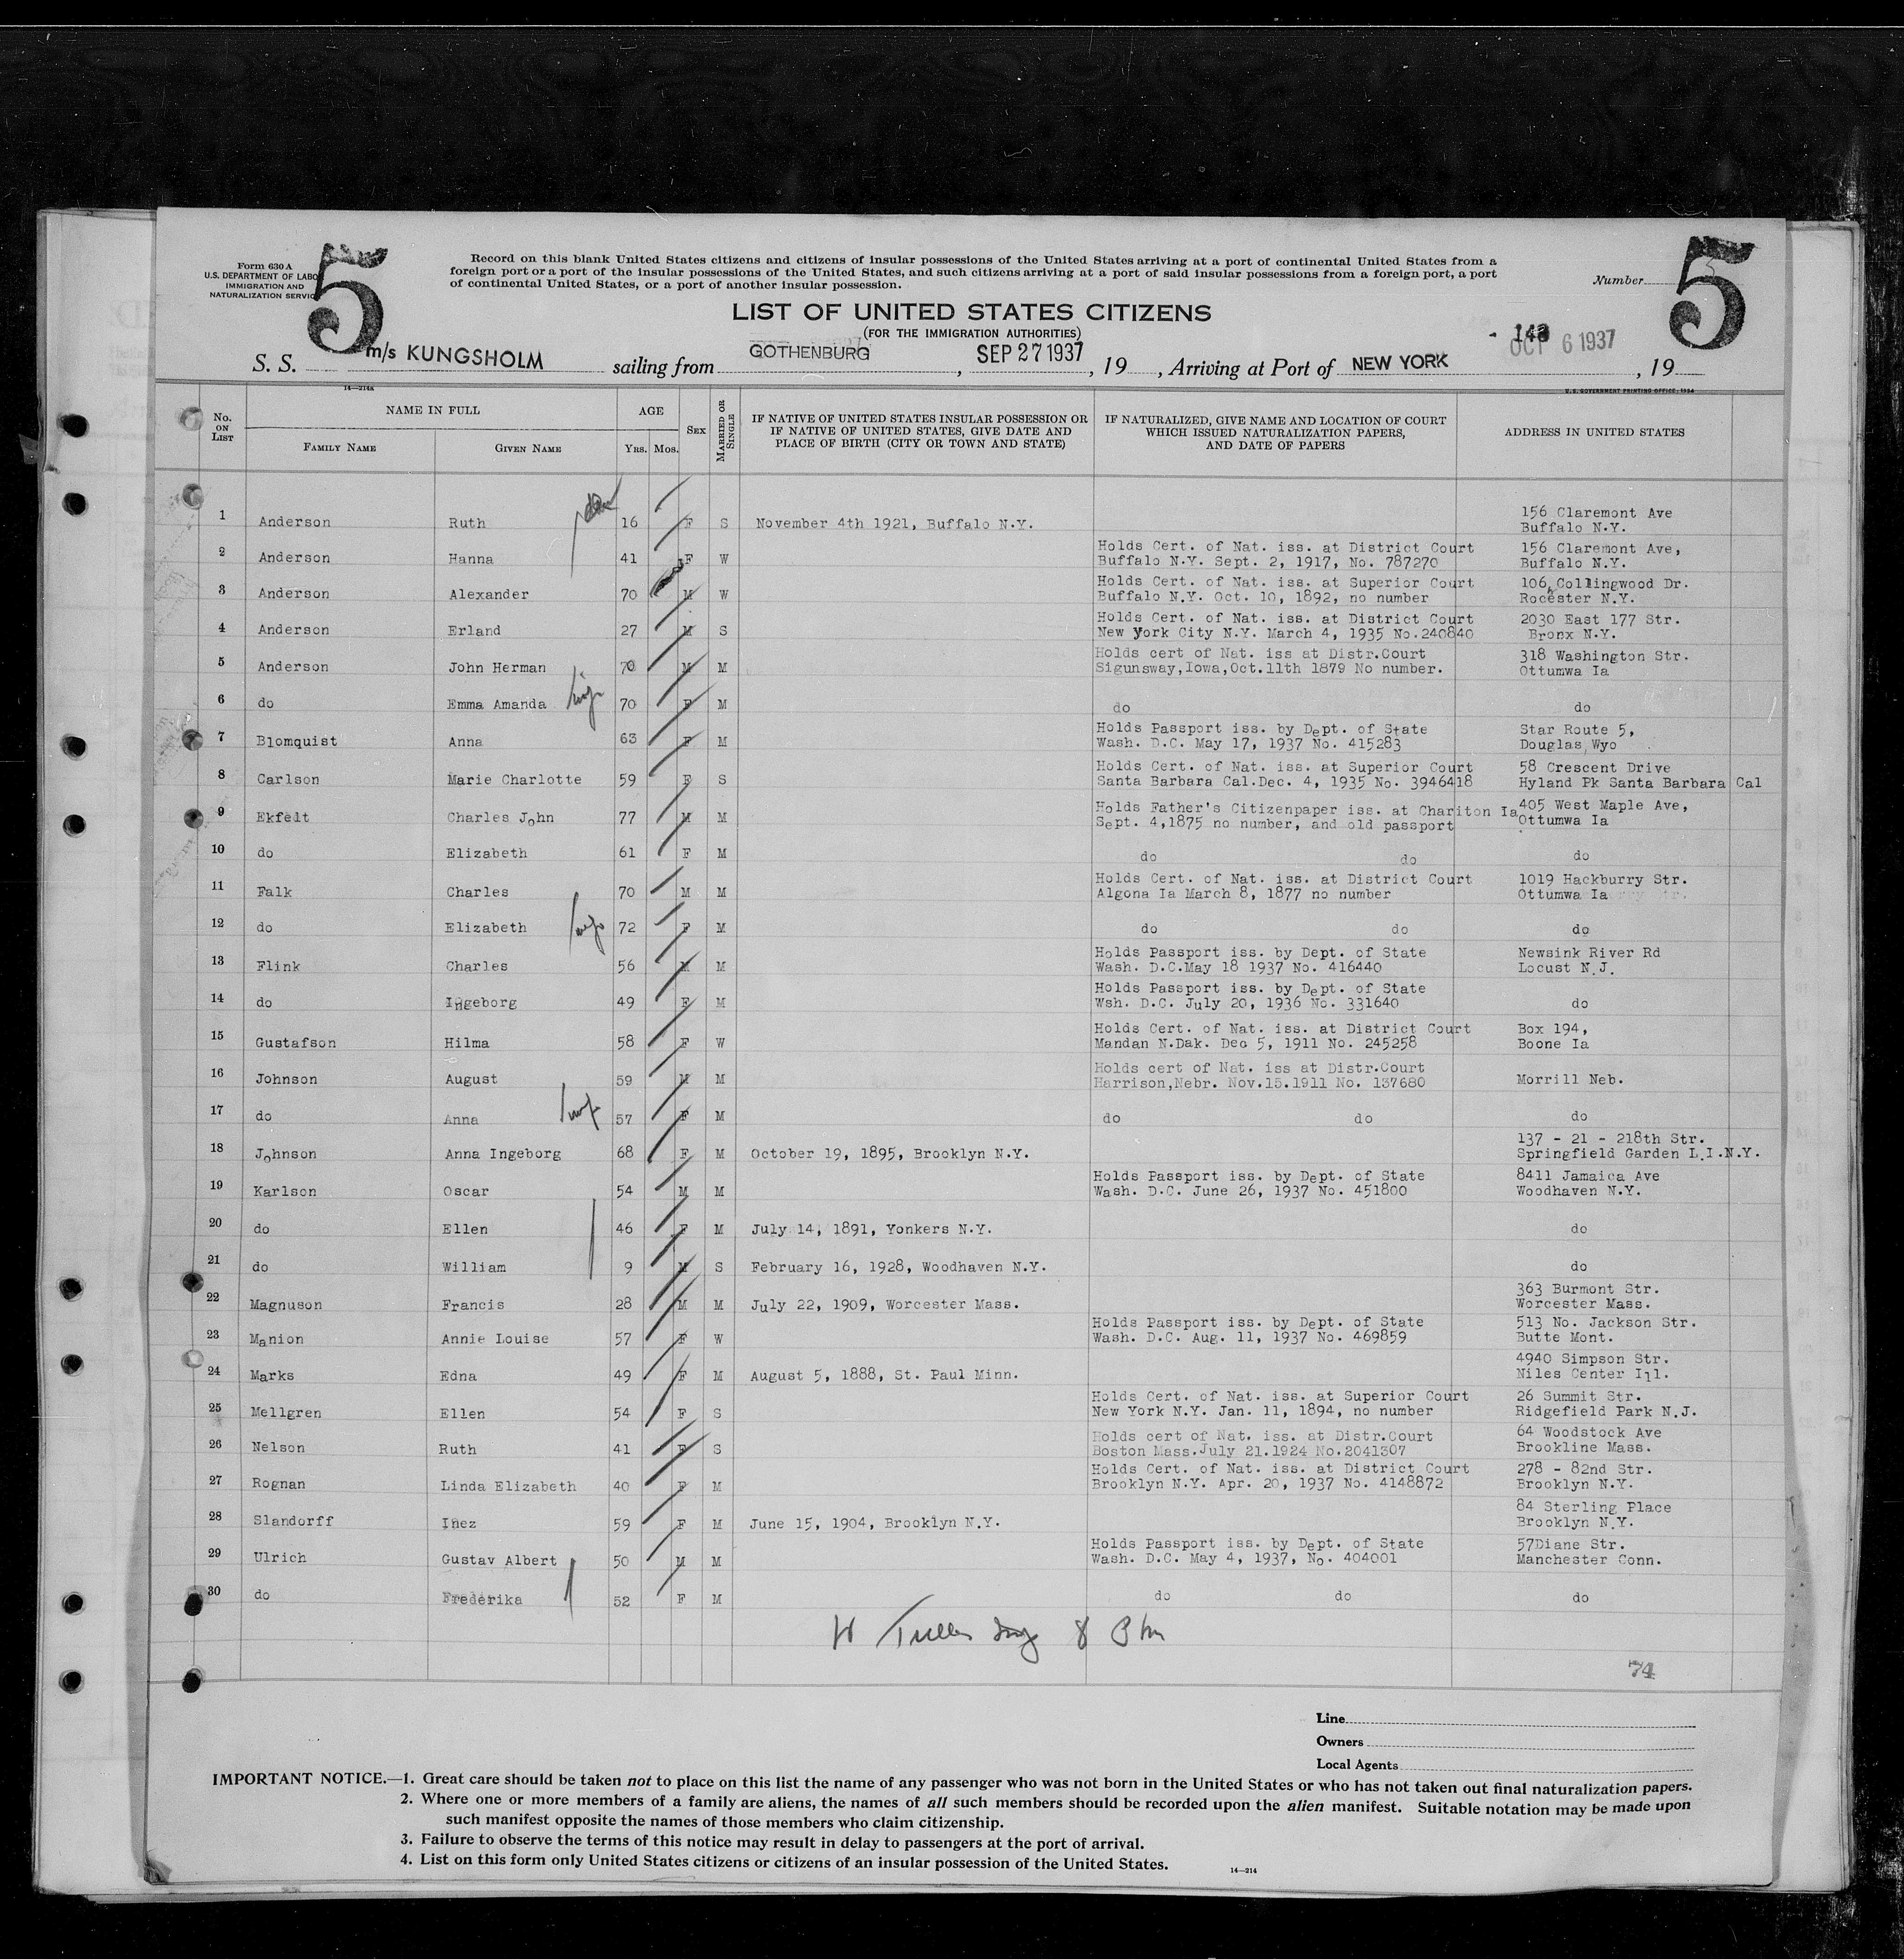 5
5
Form 630 A
U.S. DEPARTMENT OF LABO
IMMIGRATION AND
NATURALIZATION SERVIC
Record on this blank United States citizens and citizens of insular possessions of the United States arriving at a port of continental United States from a
foreign port or a port of the insular possessions of the United States, and such citizens arriving at a port of said insular possessions from a foreign port, a port
of continental United States, or a port of another insular possession.
Number
LIST OF UNITED STATES CITIZENS
(FOR THE IMMIGRATION AUTHORITIES)
S. S. m/s KUNGSHOLM sailing from GOTHENBURG, SEP 27 1937, 19, Arriving at Port of NEW YORK OCT 6 1937, 19
14—214a
U. S. GOVERNMENT PRINTING OFFICE: 1934
No. ON LIST NAME IN FULL FAMILY NAME GIVEN NAME AGE YRS. MOS. SEX MARRIED OR SINGLE
IF NATIVE OF UNITED STATES INSULAR POSSESSION OR
IF NATIVE OF UNITED STATES, GIVE DATE AND
PLACE OF BIRTH (CITY OR TOWN AND STATE)
IF NATURALIZED, GIVE NAME AND LOCATION OF COURT
WHICH ISSUED NATURALIZATION PAPERS,
AND DATE OF PAPERS
ADDRESS IN UNITED STATES
156 Claremont Ave
1 Anderson Ruth 16 F S November 4th 1921, Buffalo N.Y. Buffalo N.Y.
Holds Cert. of Nat. iss. at District Court 156 Claremont Ave,
2 Anderson Hanna 41 F W Buffalo N.Y. Sept. 2, 1917, No. 787270 Buffalo N.Y.
Holds Cert. of Nat. iss. at Superior Court 106 Collingwood Dr.
3 Anderson Alexander 70 M W Buffalo N.Y. Oct. 10, 1892, no number Rocester N.Y.
Holds Cert. of Nat. iss. at District Court 2030 East 177 Str.
4 Anderson Erland 27 M S New York City N.Y. March 4, 1935 No.240840 Bronx N.Y.
Holds cert of Nat. iss at Distr.Court 318 Washington Str.
5 Anderson John Herman 70 M M Sigunsway,Iowa,Oct.11th 1879 No number. Ottumwa Ia
6 do Emma Amanda 70 F M do do
Holds Passport iss. by Dept. of State Star Route 5,
7 Blomquist Anna 63 F M Wash. D.C. May 17, 1937 No. 415283 Douglas, Wyo
Holds Cert. of Nat. iss. at Superior Court 58 Crescent Drive
8 Carlson Marie Charlotte 59 F S Santa Barbara Cal.Dec. 4, 1935 No. 3946418 Hyland Pk Santa Barbara Cal
Holds Father's Citizenpaper iss. at Chariton Ia 405 West Maple Ave,
9 Ekfelt Charles John 77 M M Sept. 4,1875 no number, and old passport Ottumwa Ia
10 do Elizabeth 61 F M do do do
Holds Cert. of Nat. iss. at District Court 1019 Hackburry Str.
11 Falk Charles 70 M M Algona Ia March 8, 1877 no number Ottumwa Ia
12 do Elizabeth 72 F M do do do
Holds Passport iss. by Dept. of State Newsink River Rd
13 Flink Charles 56 M M Wash. D.C.May 18 1937 No. 416440 Locust N.J.
Holds Passport iss. by Dept. of State
14 do Ingeborg 49 F M Wsh. D.C. July 20, 1936 No. 331640 do
Holds Cert. of Nat. iss. at District Court Box 194,
15 Gustafson Hilma 58 F W Mandan N.Dak. Dec 5, 1911 No. 245258 Boone Ia
Holds cert of Nat. iss at Distr.Court
16 Johnson August 59 M M Harrison,Nebr. Nov.15.1911 No. 137680 Morrill Neb.
17 do Anna 57 F M do do do
137 - 21 - 218th Str.
18 Johnson Anna Ingeborg 68 F M October 19, 1895, Brooklyn N.Y. Springfield Garden L.I.N.Y.
Holds Passport iss. by Dept. of State 8411 Jamaica Ave
19 Karlson Oscar 54 M M Wash. D.C. June 26, 1937 No. 451800 Woodhaven N.Y.
20 do Ellen 46 F M July 14, 1891, Yonkers N.Y. do
21 do William 9 M S February 16, 1928, Woodhaven N.Y. do
363 Burmont Str.
22 Magnuson Francis 28 M M July 22, 1909, Worcester Mass. Worcester Mass.
Holds Passport iss. by Dept. of State 513 No. Jackson Str.
23 Manion Annie Louise 57 F W Wash. D.C. Aug. 11, 1937 No. 469859 Butte Mont.
4940 Simpson Str.
24 Marks Edna 49 F M August 5, 1888, St. Paul Minn. Niles Center Ill.
Holds Cert. of Nat. iss. at Superior Court 26 Summit Str.
25 Mellgren Ellen 54 F S New York N.Y. Jan. 11, 1894, no number Ridgefield Park N.J.
Holds cert of Nat. iss. at Distr.Court 64 Woodstock Ave
26 Nelson Ruth 41 F S Boston Mass.July 21.1924 No.2041307 Brookline Mass.
Holds Cert. of Nat. iss. at District Court 278 - 82nd Str.
27 Rognan Linda Elizabeth 40 F M Brooklyn N.Y. Apr. 20, 1937 No. 4148872 Brooklyn N.Y.
84 Sterling Place
28 Slandorff Inez 59 F M June 15, 1904, Brooklyn N.Y. Brooklyn N.Y.
Holds Passport iss. by Dept. of State 57Diane Str.
29 Ulrich Gustav Albert 50 M M Wash. D.C. May 4, 1937, No. 404001 Manchester Conn.
30 do Frederika 52 F M do do do
74
Line
Owners
Local Agents
IMPORTANT NOTICE.—1. Great care should be taken not to place on this list the name of any passenger who was not born in the United States or who has not taken out final naturalization papers.
2. Where one or more members of a family are aliens, the names of all such members should be recorded upon the alien manifest. Suitable notation may be made upon
such manifest opposite the names of those members who claim citizenship.
3. Failure to observe the terms of this notice may result in delay to passengers at the port of arrival.
4. List on this form only United States citizens or citizens of an insular possession of the United States.
14—214